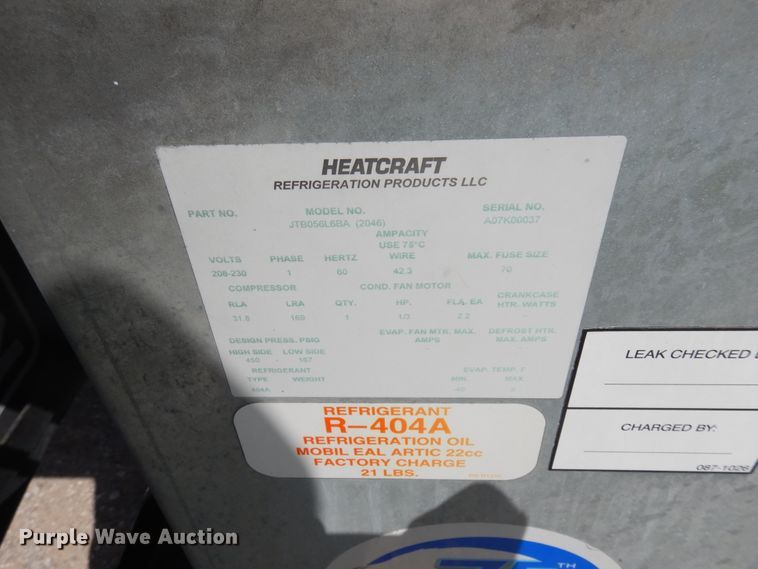 HEATCRAFT
REFRIGERATION PRODUCTS LLC
PART NO. MODEL NO. SERIAL NO.
JTB056L6BA (2046) A07K00037
AMPACITY
USE 75°C
VOLTS PHASE HERTZ WIRE MAX. FUSE SIZE
208-230 1 60 42.3 70
COMPRESSOR COND. FAN MOTOR CRANKCASE
RLA LRA QTY. HP. FLA. EA HTR. WATTS
31.8 169 1 1/3 2.2 --
DESIGN PRESS. PSIG EVAP. FAN MTR. MAX. DEFROST HTR.
AMPS MAX. AMPS
HIGH SIDE LOW SIDE
450 187
REFRIGERANT EVAP. TEMP. F
TYPE WEIGHT MIN. MAX.
404A -40
REFRIGERANT
R-404A
REFRIGERATION OIL
MOBIL EAL ARTIC 22cc
FACTORY CHARGE
21 LBS.
LEAK CHECKED
CHARGED BY:
087-1026
TH
Purple Wave Auction